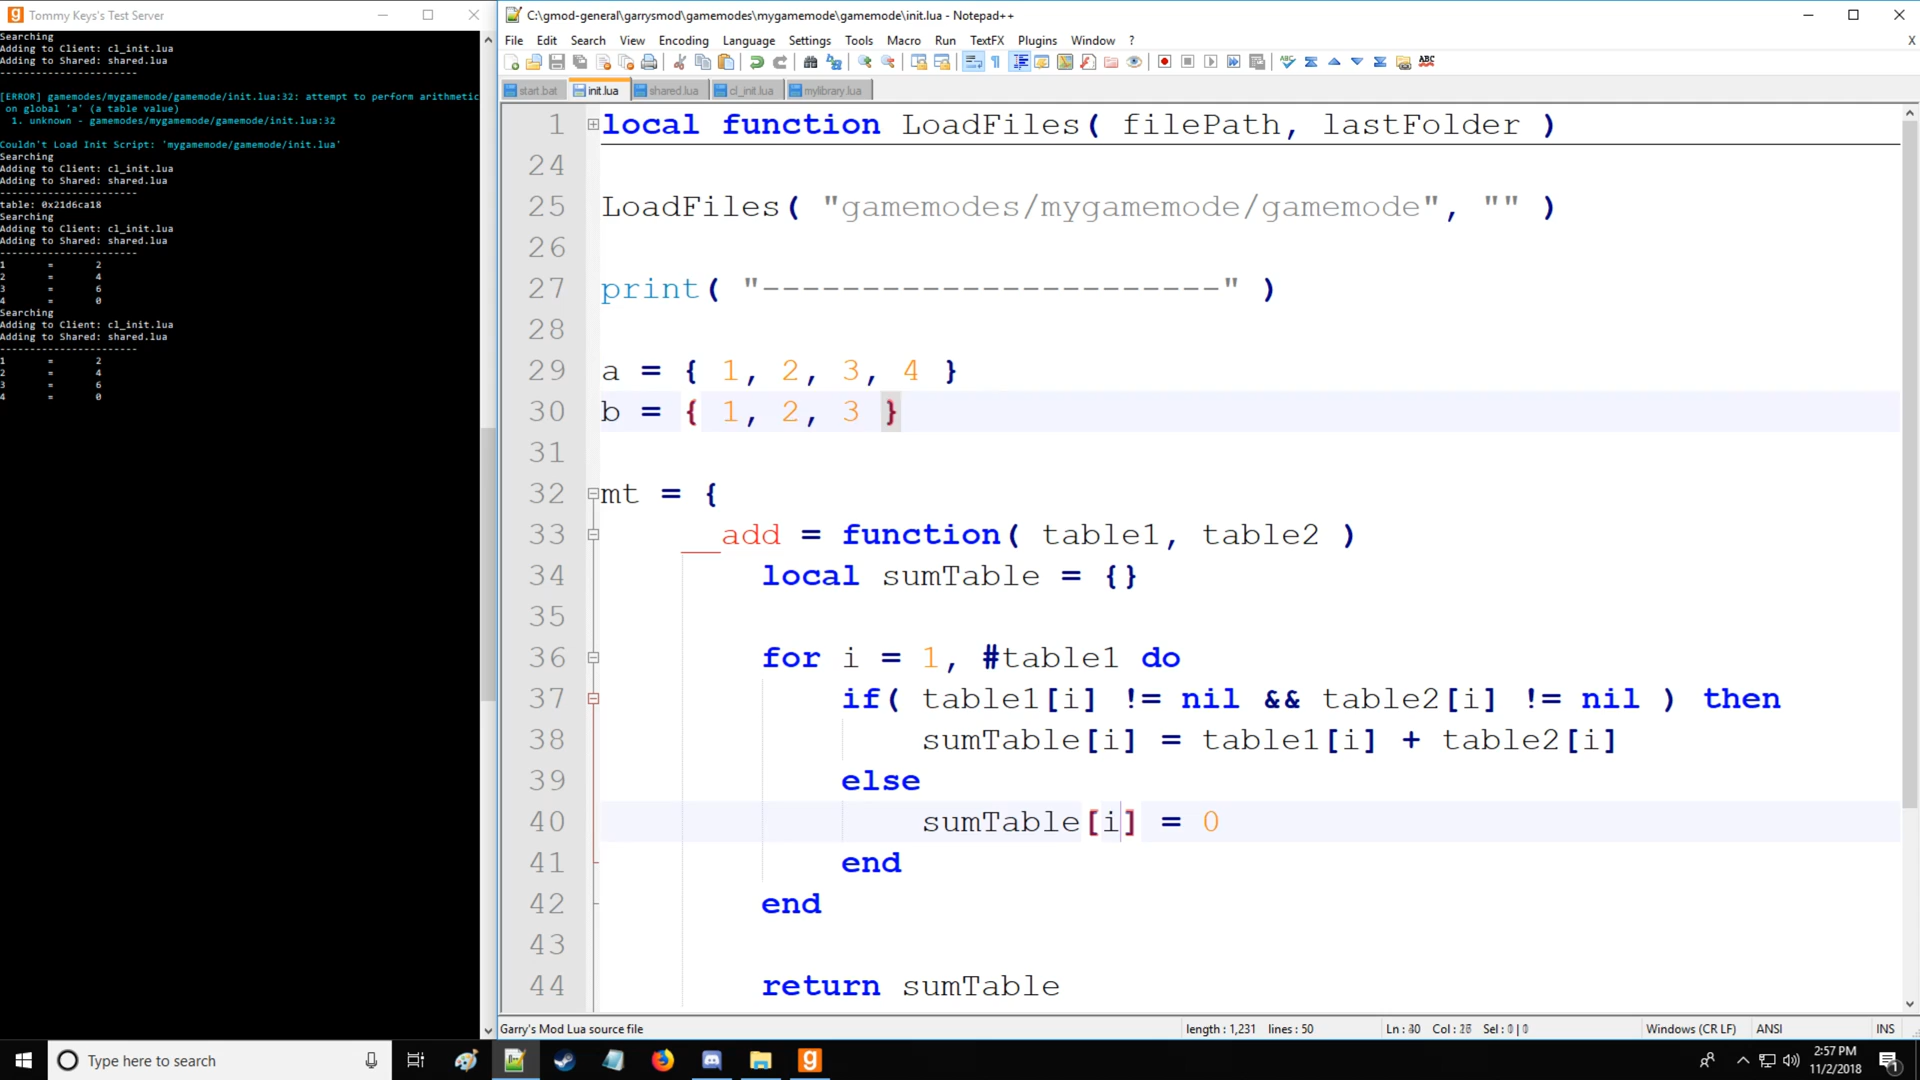 Tommy Keys's Test Server
Searching
Adding to Client: cl_init.lua
Adding to Shared: shared.lua
-----------------------
[ERROR] gamemodes/mygamemode/gamemode/init.lua:32: attempt to perform arithmetic
on global 'a' (a table value)
1. unknown - gamemodes/mygamemode/gamemode/init.lua:32
Couldn't Load Init Script: 'mygamemode/gamemode/init.lua'
Searching
Adding to Client: cl_init.lua
Adding to Shared: shared.lua
-----------------------
table: 0x21d6ca18
Searching
Adding to Client: cl_init.lua
Adding to Shared: shared.lua
-----------------------
1 = 2
2 = 4
3 = 6
4 = 0
Searching
Adding to Client: cl_init.lua
Adding to Shared: shared.lua
-----------------------
1 = 2
2 = 4
3 = 6
4 = 0
C:\gmod-general\garrysmod\gamemodes\mygamemode\gamemode\init.lua - Notepad++
File Edit Search View Encoding Language Settings Tools Macro Run TextFX Plugins Window ? X
start.bat init.lua shared.lua cl_init.lua mylibrary.lua
1 local function LoadFiles( filePath, lastFolder )
24
25 LoadFiles( "gamemodes/mygamemode/gamemode", "" )
26
27 print( "-----------------------" )
28
29 a = { 1, 2, 3, 4 }
30 b = { 1, 2, 3 }
31
32 mt = {
33 __add = function( table1, table2 )
34 local sumTable = {}
35
36 for i = 1, #table1 do
37 if( table1[i] != nil && table2[i] != nil ) then
38 sumTable[i] = table1[i] + table2[i]
39 else
40 sumTable[i] = 0
41 end
42 end
43
44 return sumTable
Garry's Mod Lua source file length : 1,231 lines : 50 Sel : 0 | 0 Windows (CR LF) ANSI INS
Type here to search
2:57 PM
11/2/2018